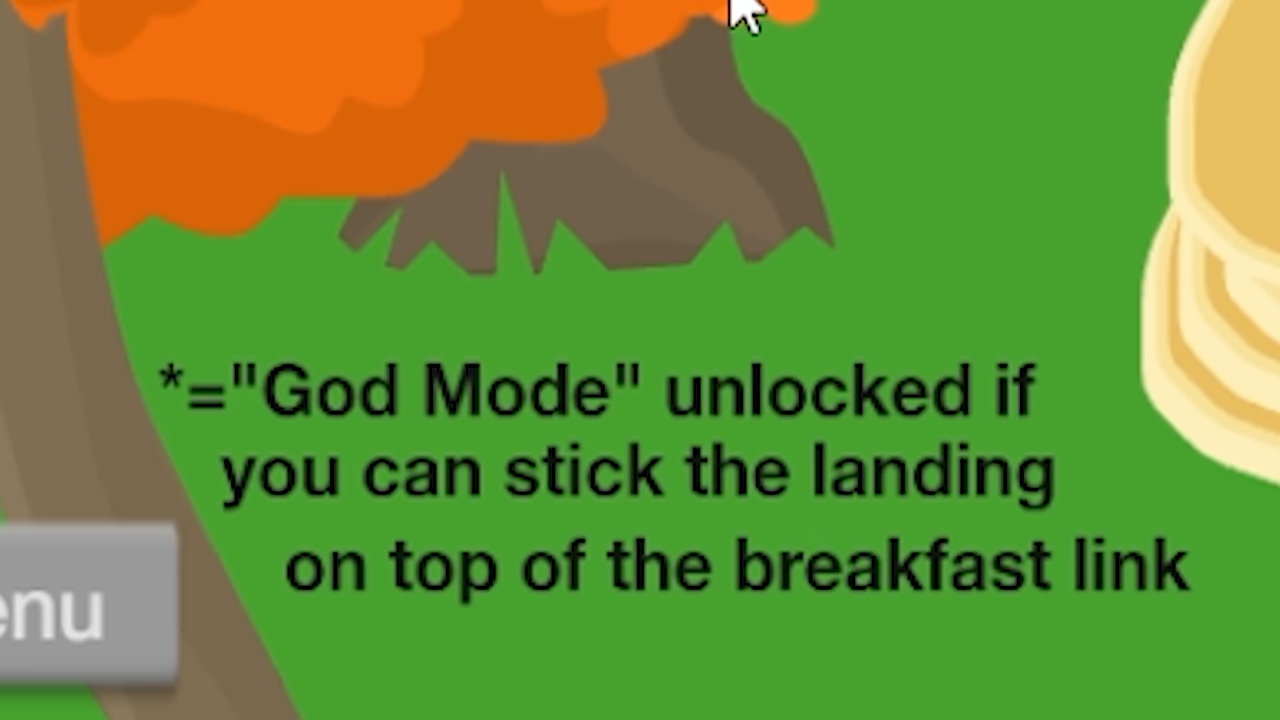 *="God Mode" unlocked if
you can stick the landing
on top of the breakfast link
enu